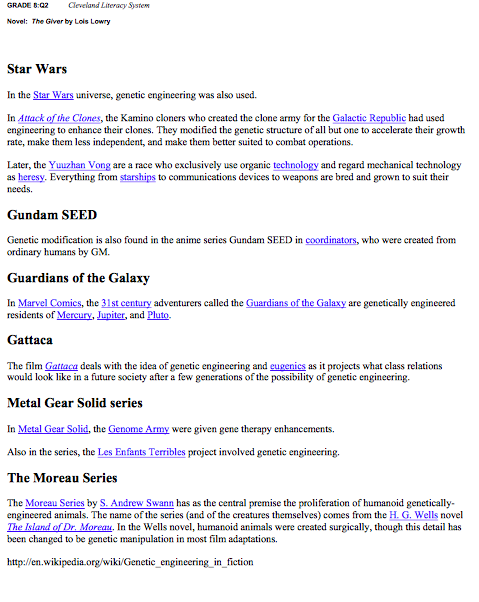 GRADE 8:Q2 Cleveland Literacy System
Novel: The Giver by Lois Lowry
Star Wars
In the Star Wars universe, genetic engineering was also used.
In Attack of the Clones, the Kamino cloners who created the clone army for the Galactic Republic had used
engineering to enhance their clones. They modified the genetic structure of all but one to accelerate their growth
rate, make them less independent, and make them better suited to combat operations.
Later, the Yuuzhan Vong are a race who exclusively use organic technology and regard mechanical technology
as heresy. Everything from starships to communications devices to weapons are bred and grown to suit their
needs.
Gundam SEED
Genetic modification is also found in the anime series Gundam SEED in coordinators, who were created from
ordinary humans by GM.
Guardians of the Galaxy
In Marvel Comics, the 31st century adventurers called the Guardians of the Galaxy are genetically engineered
residents of Mercury, Jupiter, and Pluto.
Gattaca
The film Gattaca deals with the idea of genetic engineering and eugenics as it projects what class relations
would look like in a future society after a few generations of the possibility of genetic engineering.
Metal Gear Solid series
In Metal Gear Solid, the Genome Army were given gene therapy enhancements.
Also in the series, the Les Enfants Terribles project involved genetic engineering.
The Moreau Series
The Moreau Series by S. Andrew Swann has as the central premise the proliferation of humanoid genetically-
engineered animals. The name of the series (and of the creatures themselves) comes from the H. G. Wells novel
The Island of Dr. Moreau. In the Wells novel, humanoid animals were created surgically, though this detail has
been changed to be genetic manipulation in most film adaptations.
http://en.wikipedia.org/wiki/Genetic_engineering_in_fiction